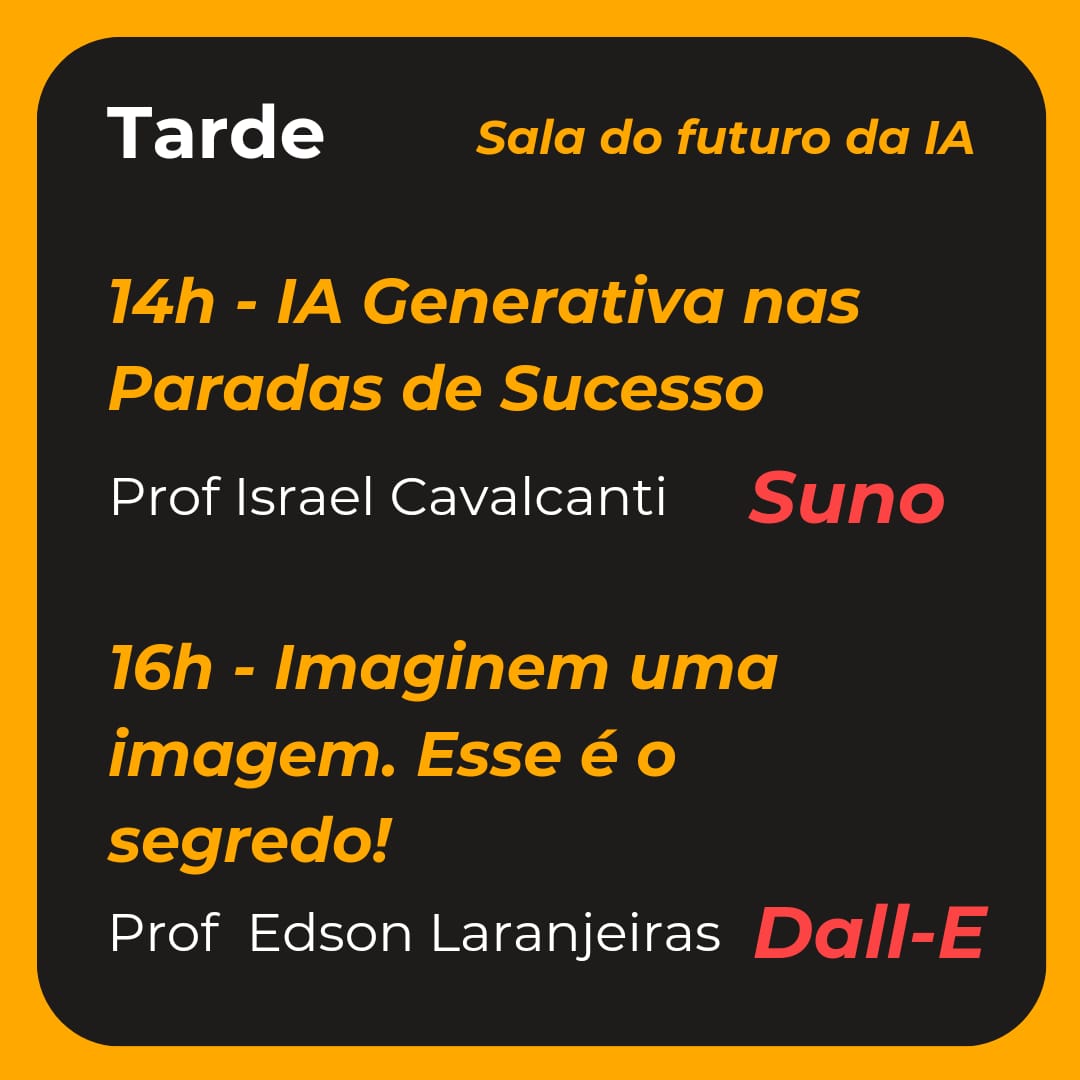 Tarde
Sala do futuro da IA
14h - IA Generativa nas
Paradas de Sucesso
Prof Israel Cavalcanti
Suno
16h - Imaginem uma
imagem. Esse é o
segredo!
Prof Edson Laranjeiras
Dall-E